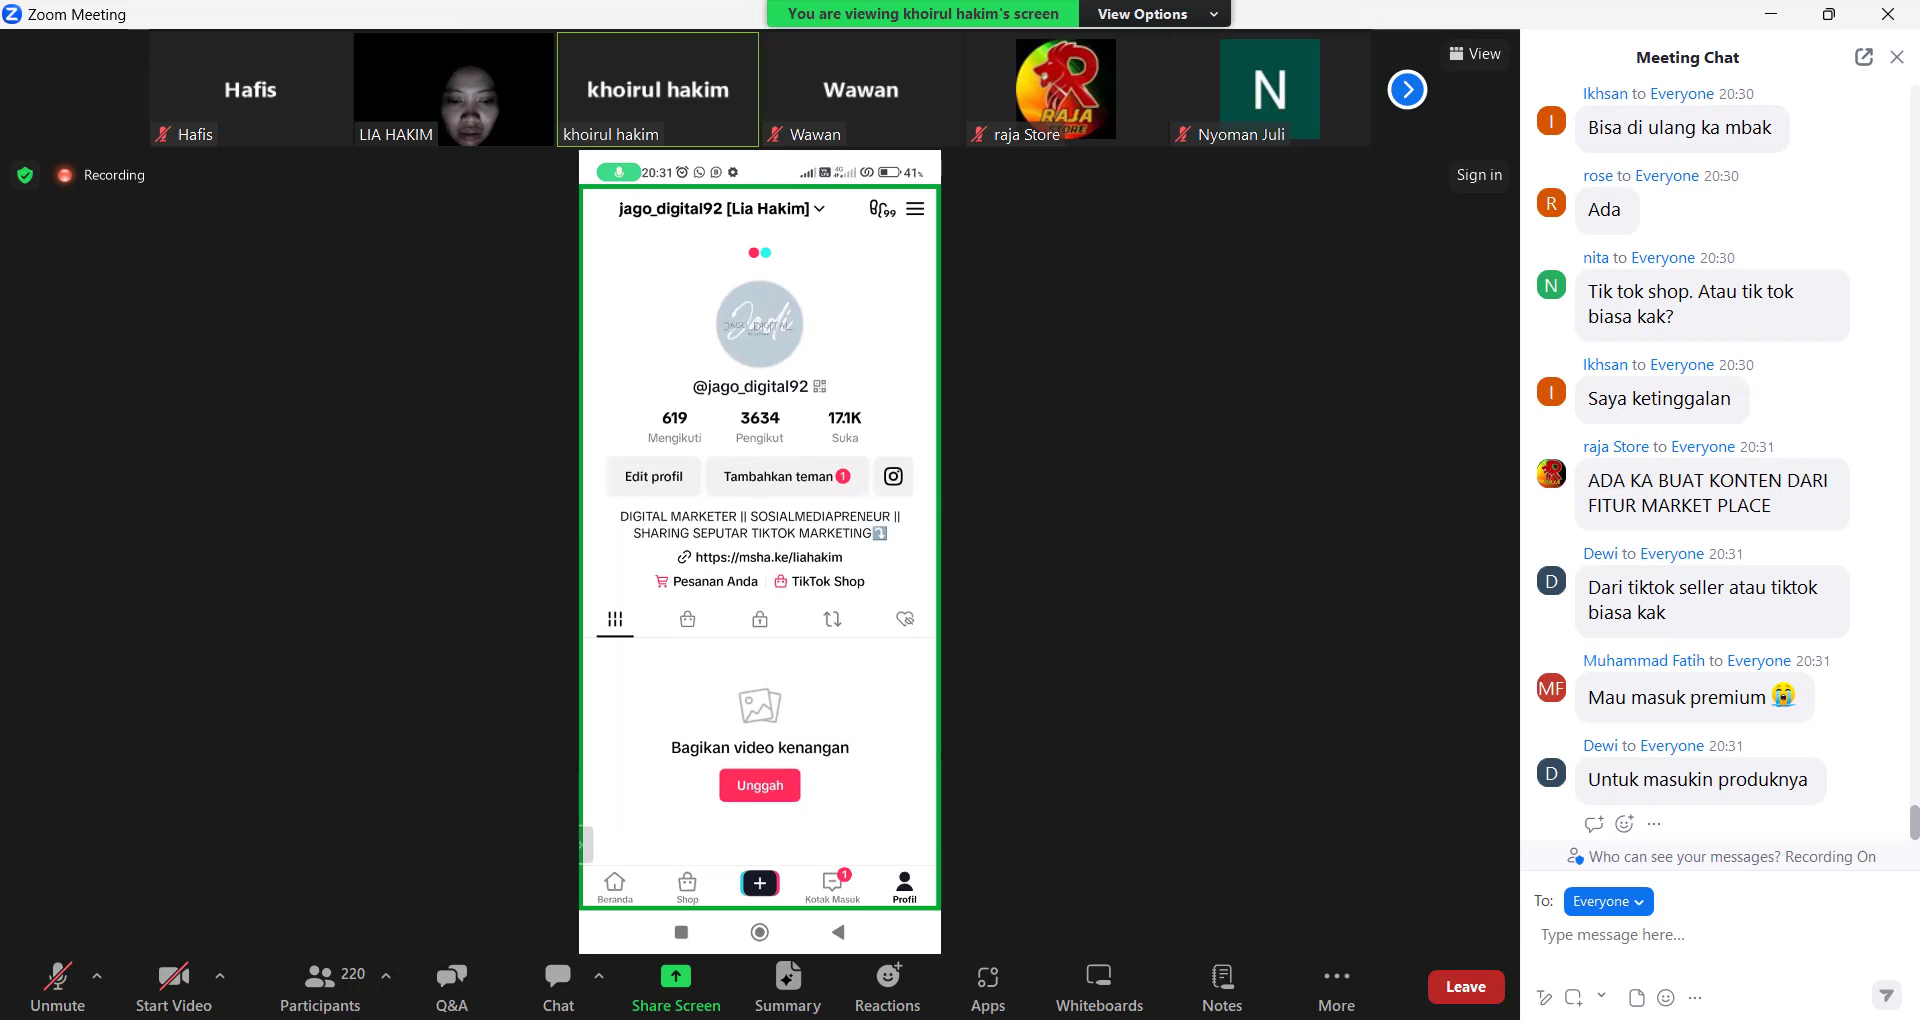 Zoom Meeting
You are viewing khoirul hakim's screen
View Options
Hafis
Hafis
LIA HAKIM
khoirul hakim
khoirul hakim
Wawan
Wawan
RAJA
raja Store
N
Nyoman Juli
View
Recording
Sign in
20:31
41%
jago_digital92 [Lia Hakim]
99
Jadi
JAGO DIGITAL
@jago_digital92
619 3634 17.1K
Mengikuti Pengikut Suka
Edit profil
Tambahkan teman 1
DIGITAL MARKETER || SOSIALMEDIAPRENEUR ||
SHARING SEPUTAR TIKTOK MARKETING⤵️
https://msha.ke/liahakim
Pesanan Anda TikTok Shop
Bagikan video kenangan
Unggah
1
Beranda Shop Kotak Masuk Profil
Unmute
Start Video
220
Participants
Q&A
Chat
Share Screen
Summary
Reactions
Apps
Whiteboards
Notes
More
Leave
Meeting Chat
Ikhsan to Everyone 20:30
I
Bisa di ulang ka mbak
rose to Everyone 20:30
R
Ada
nita to Everyone 20:30
N
Tik tok shop. Atau tik tok
biasa kak?
Ikhsan to Everyone 20:30
I
Saya ketinggalan
raja Store to Everyone 20:31
ADA KA BUAT KONTEN DARI
FITUR MARKET PLACE
Dewi to Everyone 20:31
D
Dari tiktok seller atau tiktok
biasa kak
Muhammad Fatih to Everyone 20:31
MF
Mau masuk premium 😭
Dewi to Everyone 20:31
D
Untuk masukin produknya
Who can see your messages? Recording On
To: Everyone
Type message here...